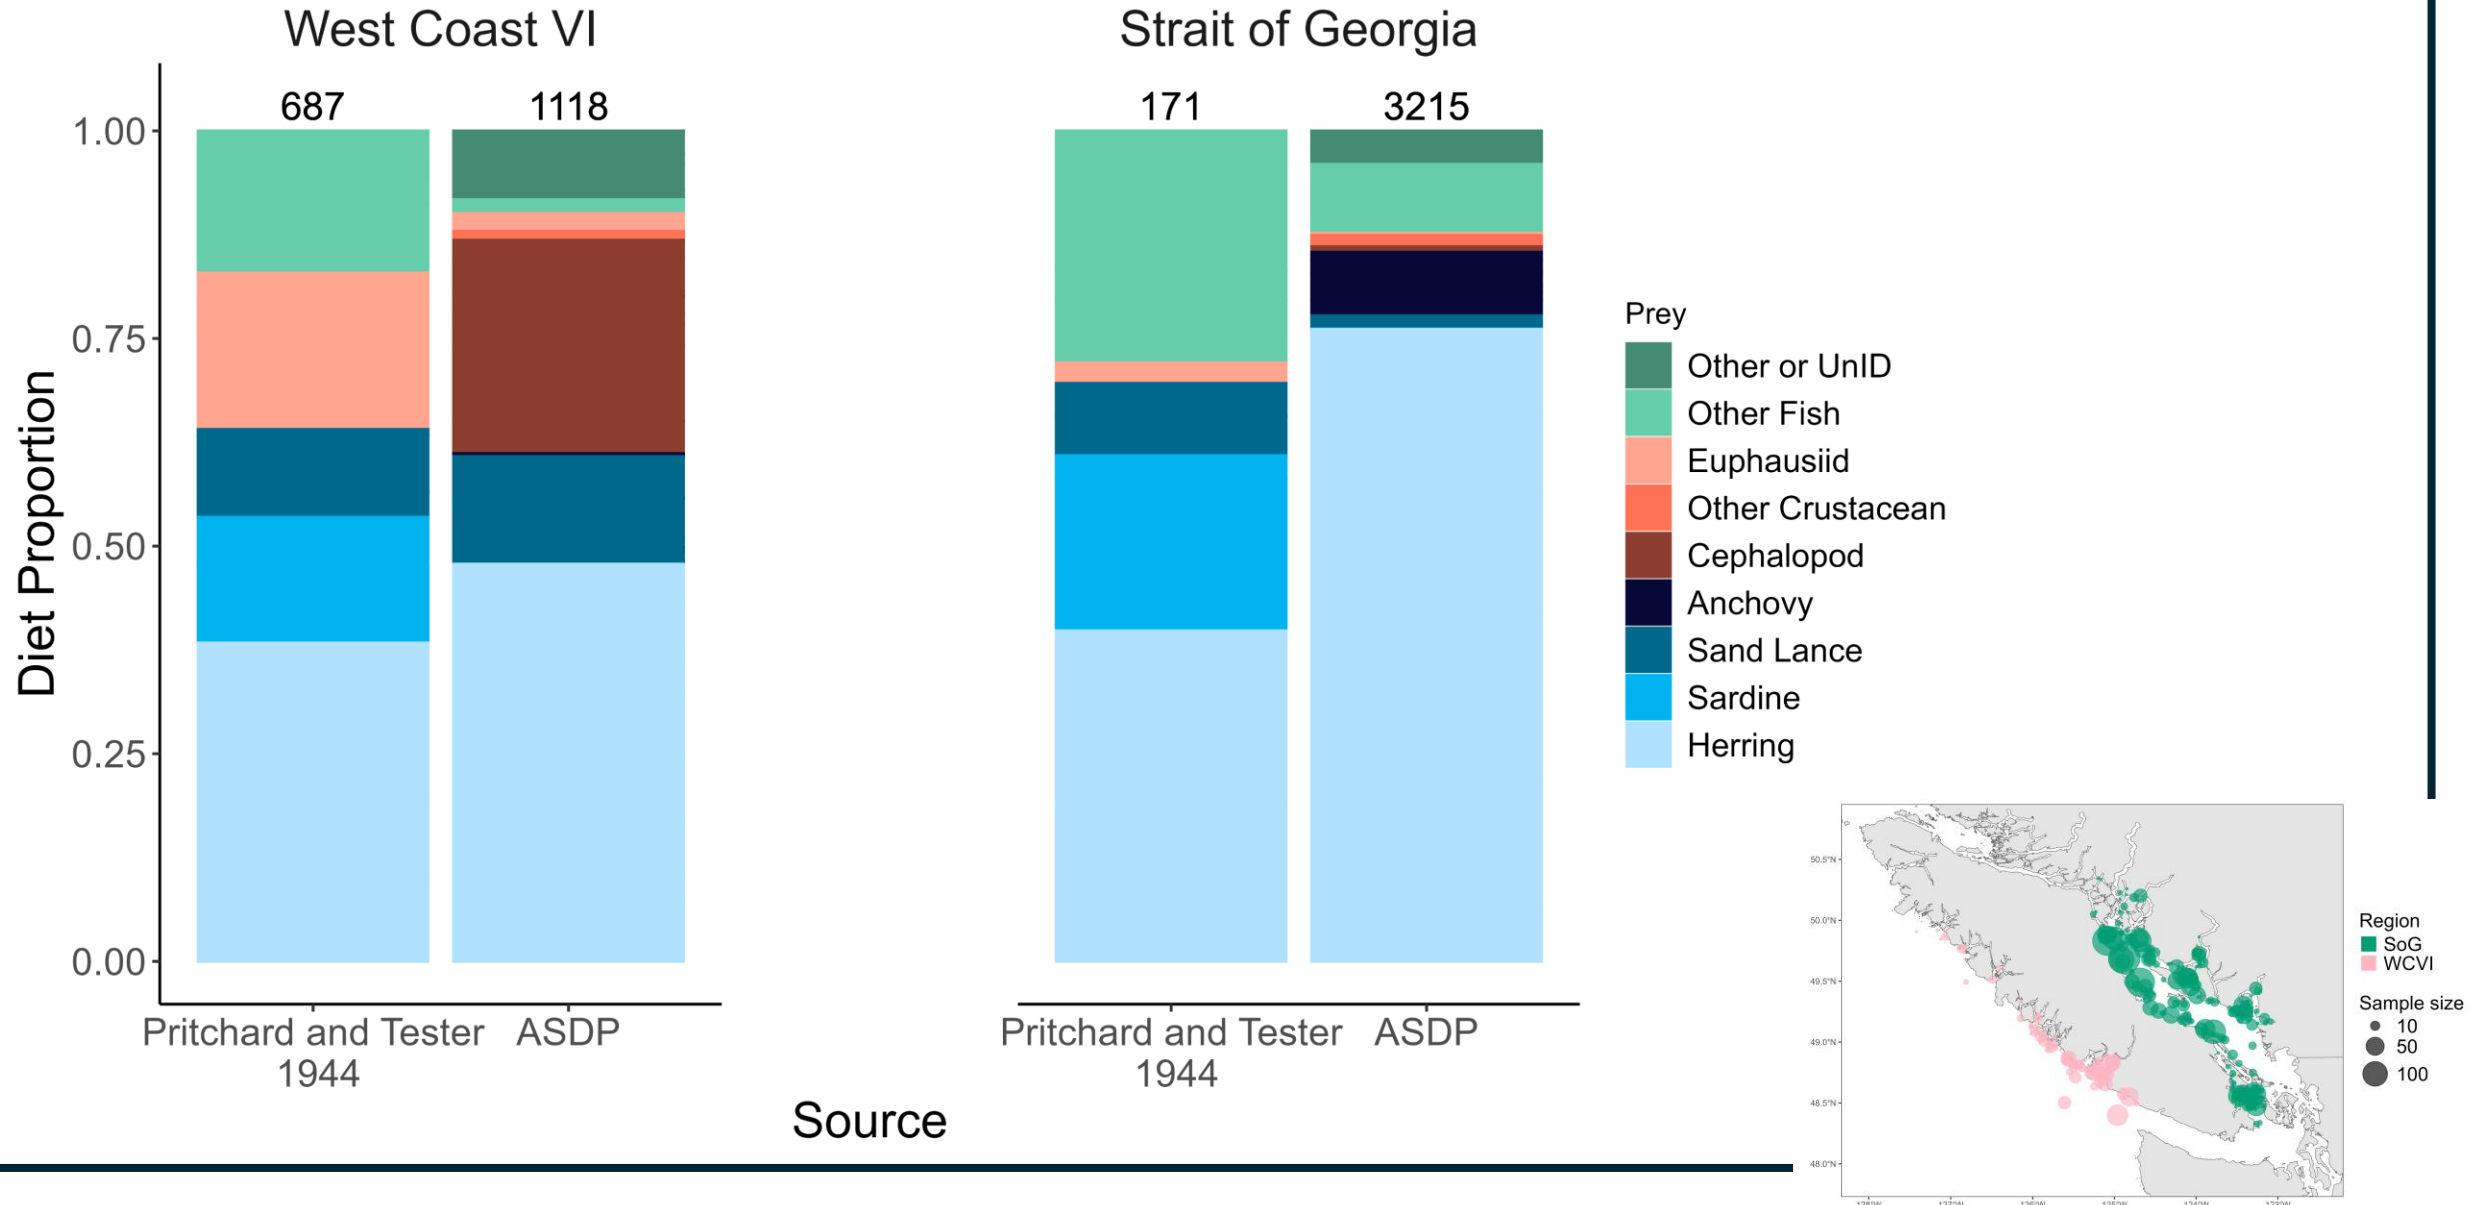 West Coast VI
Strait of Georgia
687
1118
171
3215
1.00
0.75
0.50
0.25
0.00
Diet Proportion
Pritchard and Tester
1944
ASDP
Pritchard and Tester
1944
ASDP
Source
Prey
Other or UnID
Other Fish
Euphausiid
Other Crustacean
Cephalopod
Anchovy
Sand Lance
Sardine
Herring
50.5°N
50.0°N
49.5°N
49.0°N
48.5°N
48.0°N
Region
SoG
WCVI
Sample size
10
50
100